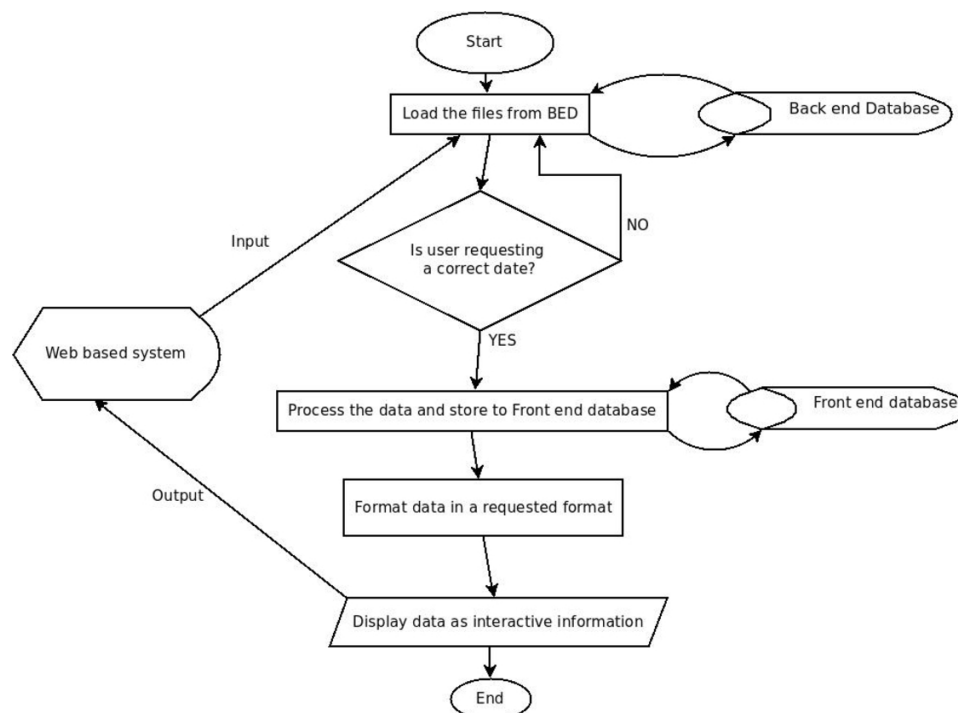 Start
Load the files from BED
Back end Database
Input
NO
Is user requesting
a correct date?
YES
Web based system
Process the data and store to Front end database
Front end database
Output
Format data in a requested format
Display data as interactive information
End